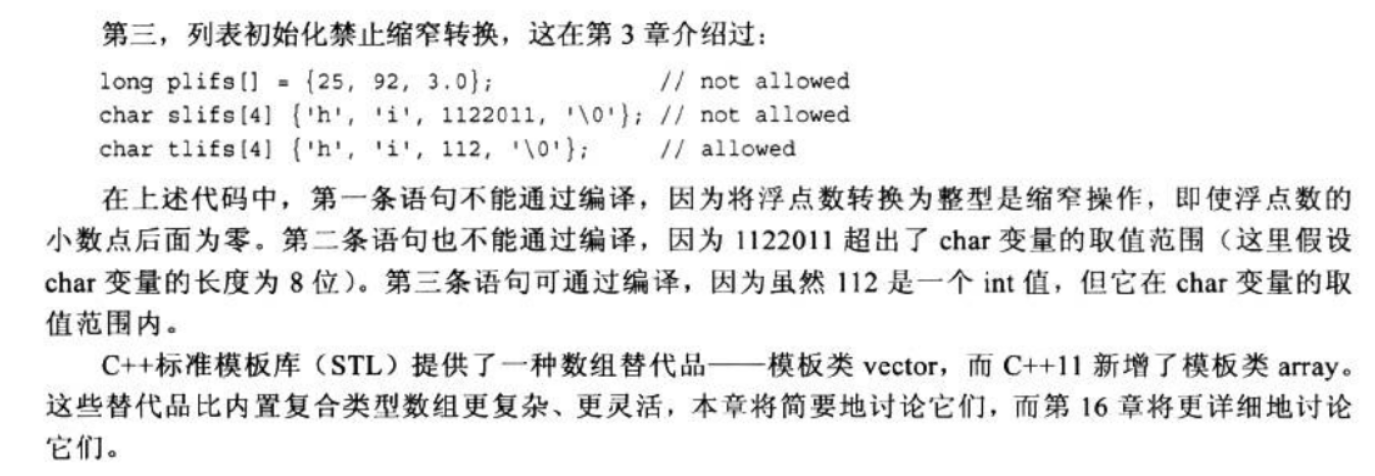 第三，列表初始化禁止缩窄转换，这在第 3 章介绍过：
long plifs[] = {25, 92, 3.0};                // not allowed
char slifs[4] {'h', 'i', 1122011, '\0'}; // not allowed
char tlifs[4] {'h', 'i', 112, '\0'};     // allowed
在上述代码中，第一条语句不能通过编译，因为将浮点数转换为整型是缩窄操作，即使浮点数的
小数点后面为零。第二条语句也不能通过编译，因为 1122011 超出了 char 变量的取值范围（这里假设
char 变量的长度为 8 位）。第三条语句可通过编译，因为虽然 112 是一个 int 值，但它在 char 变量的取
值范围内。
C++标准模板库（STL）提供了一种数组替代品——模板类 vector，而 C++11 新增了模板类 array。
这些替代品比内置复合类型数组更复杂、更灵活，本章将简要地讨论它们，而第 16 章将更详细地讨论
它们。